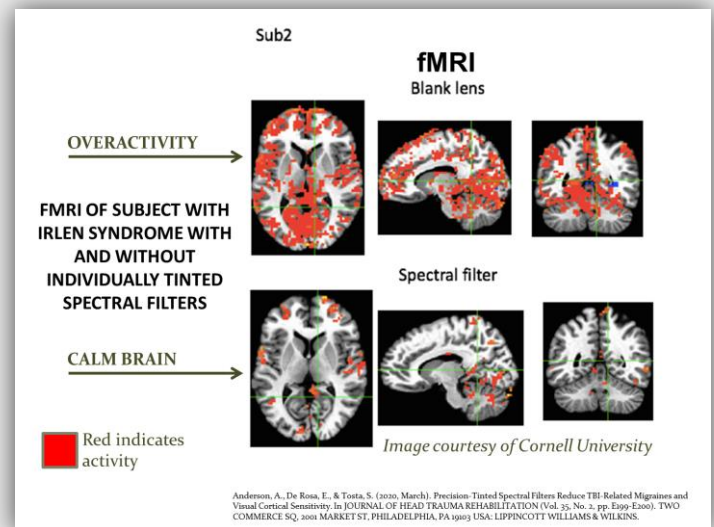 Sub2
fMRI
Blank lens
OVERACTIVITY
FMRI OF SUBJECT WITH
IRLEN SYNDROME WITH
AND WITHOUT
INDIVIDUALLY TINTED
SPECTRAL FILTERS
Spectral filter
CALM BRAIN
Red indicates
activity
Image courtesy of Cornell University
Anderson, A., De Rosa, E., & Tosta, S. (2020, March). Precision-Tinted Spectral Filters Reduce TBI-Related Migraines and
Visual Cortical Sensitivity. In JOURNAL OF HEAD TRAUMA REHABILITATION (Vol. 35, No. 2, pp. E199-E200). TWO
COMMERCE SQ, 2001 MARKET ST, PHILADELPHIA, PA 19103 USA: LIPPINCOTT WILLIAMS & WILKINS.